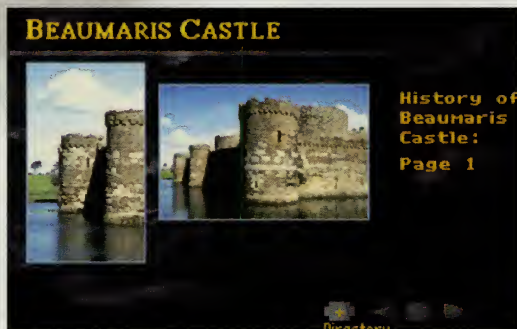 BEAUMARIS CASTLE
History of
Beaumaris
Castle:
Page 1
Directory